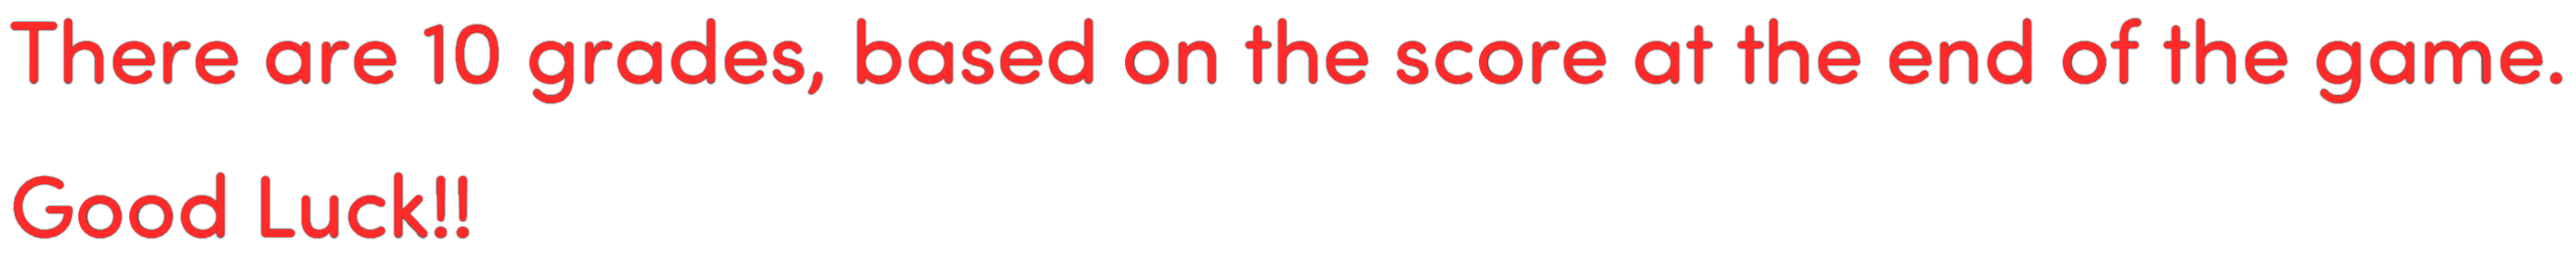 There are 10 grades, based on the score at the end of the game.
Good Luck!!